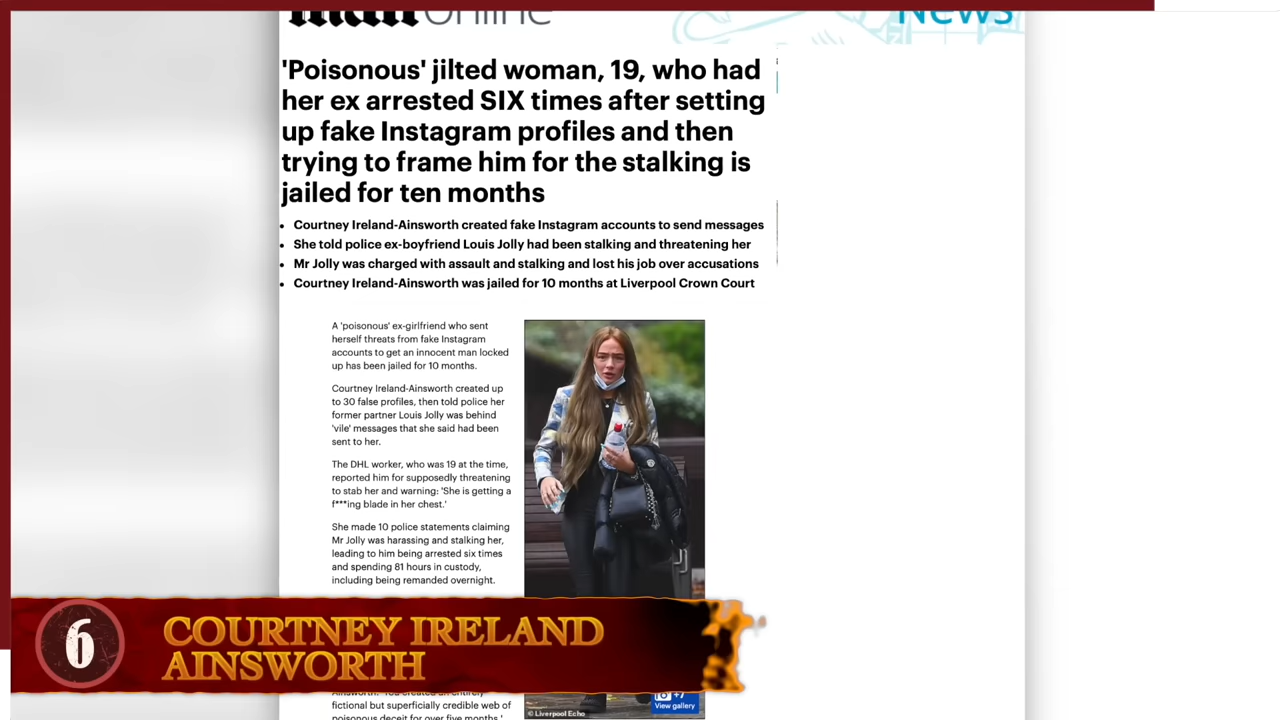 Mail Online
News
'Poisonous' jilted woman, 19, who had
her ex arrested SIX times after setting
up fake Instagram profiles and then
trying to frame him for the stalking is
jailed for ten months
• Courtney Ireland-Ainsworth created fake Instagram accounts to send messages
• She told police ex-boyfriend Louis Jolly had been stalking and threatening her
• Mr Jolly was charged with assault and stalking and lost his job over accusations
• Courtney Ireland-Ainsworth was jailed for 10 months at Liverpool Crown Court
A 'poisonous' ex-girlfriend who sent
herself threats from fake Instagram
accounts to get an innocent man locked
up has been jailed for 10 months.
Courtney Ireland-Ainsworth created up
to 30 false profiles, then told police her
former partner Louis Jolly was behind
'vile' messages that she said had been
sent to her.
The DHL worker, who was 19 at the time,
reported him for supposedly threatening
to stab her and warning: 'She is getting a
f***ing blade in her chest.'
She made 10 police statements claiming
Mr Jolly was harassing and stalking her,
leading to him being arrested six times
and spending 81 hours in custody,
including being remanded overnight.
6
COURTNEY IRELAND
AINSWORTH
Ainsworth: 'You created an entirely
fictional but superficially credible web of
poisonous deceit for over five months.'
© Liverpool Echo
+7
View gallery